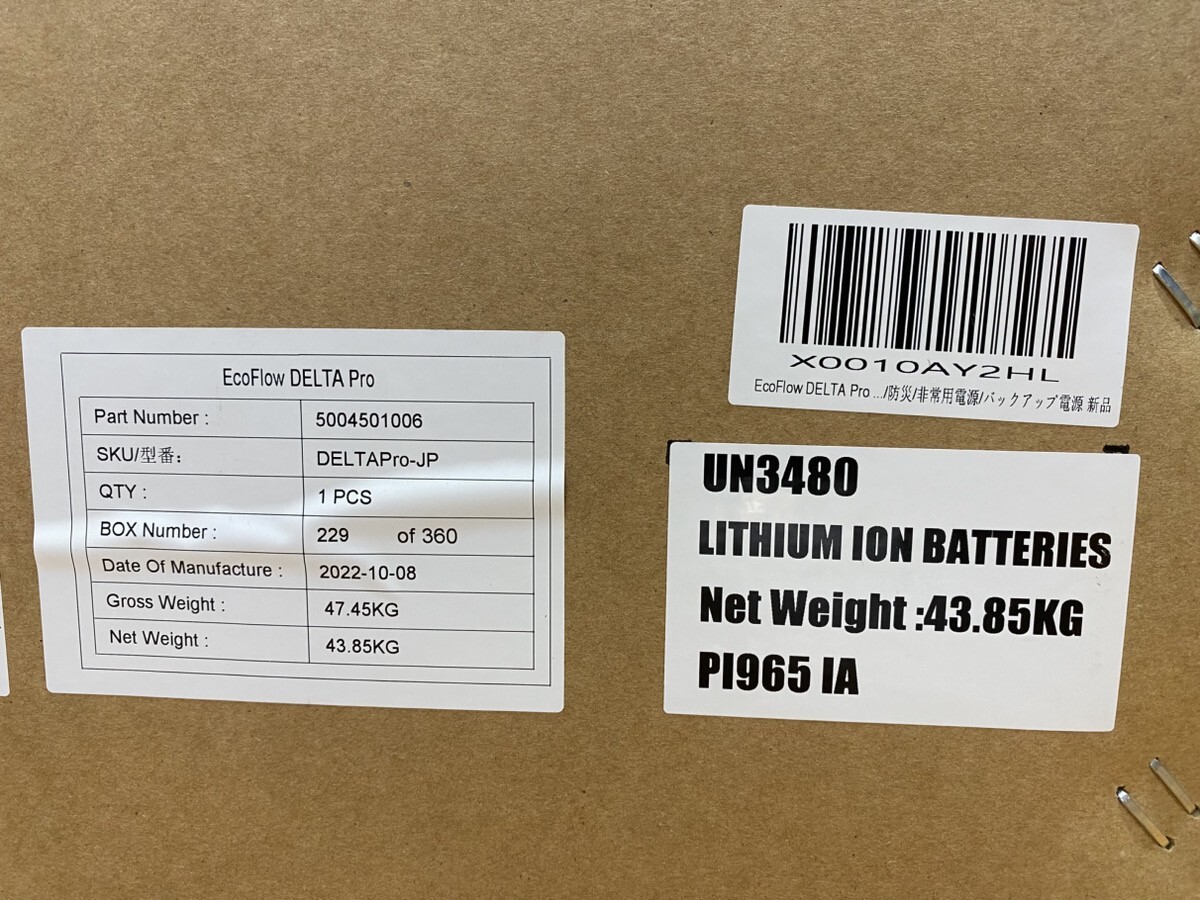 EcoFlow DELTA Pro
Part Number : 5004501006
SKU/型番: DELTAPro-JP
QTY : 1 PCS
BOX Number : 229 of 360
Date Of Manufacture : 2022-10-08
Gross Weight : 47.45KG
Net Weight : 43.85KG
X0010AY2HL
EcoFlow DELTA Pro .../防災/非常用電源/バックアップ電源 新品
UN3480
LITHIUM ION BATTERIES
Net Weight :43.85KG
PI965 IA